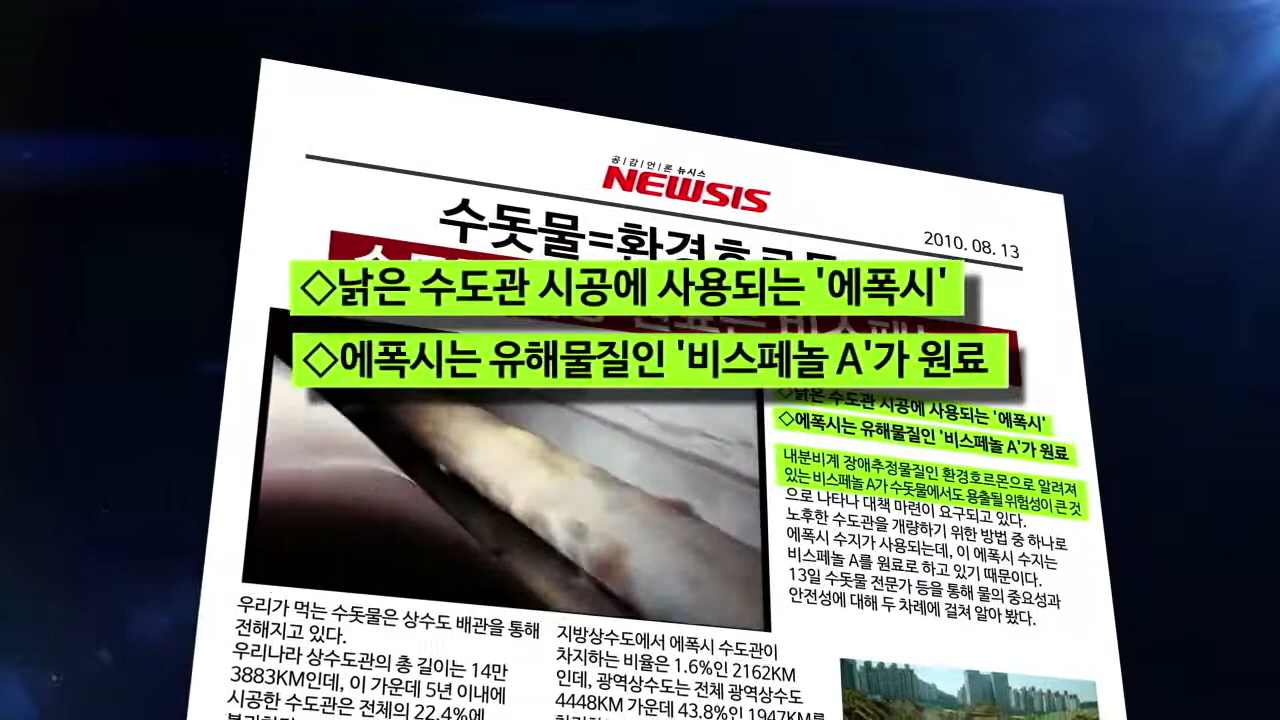 공|감|언|론 뉴시스
NEWSIS
2010. 08. 13
수돗물=환경호르몬
◇낡은 수도관 시공에 사용되는 '에폭시'
◇에폭시는 유해물질인 '비스페놀 A'가 원료
◇낡은 수도관 시공에 사용되는 '에폭시'
◇에폭시는 유해물질인 '비스페놀 A'가 원료
내분비계 장애추정물질인 환경호르몬으로 알려져
있는 비스페놀 A가 수돗물에서도 용출될 위험성이 큰 것
으로 나타나 대책 마련이 요구되고 있다.
노후한 수도관을 개량하기 위한 방법 중 하나로
에폭시 수지가 사용되는데, 이 에폭시 수지는
비스페놀 A를 원료로 하고 있기 때문이다.
13일 수돗물 전문가 등을 통해 물의 중요성과
안전성에 대해 두 차례에 걸쳐 알아 봤다.
우리가 먹는 수돗물은 상수도 배관을 통해
전해지고 있다.
우리나라 상수도관의 총 길이는 14만
3883KM인데, 이 가운데 5년 이내에
시공한 수도관은 전체의 22.4%에
지방상수도에서 에폭시 수도관이
차지하는 비율은 1.6%인 2162KM
인데, 광역상수도는 전체 광역상수도
4448KM 가운데 43.8%인 1947KM를